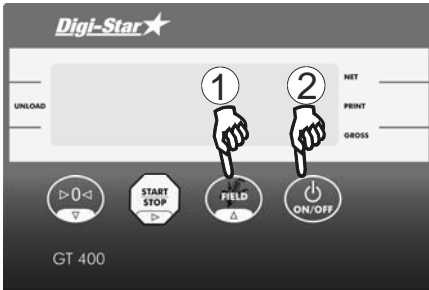 Digi-Star
1 2
NET
UNLOAD
PRINT
GROSS
▷0◁
START
STOP
FIELD
ON/OFF
GT 400